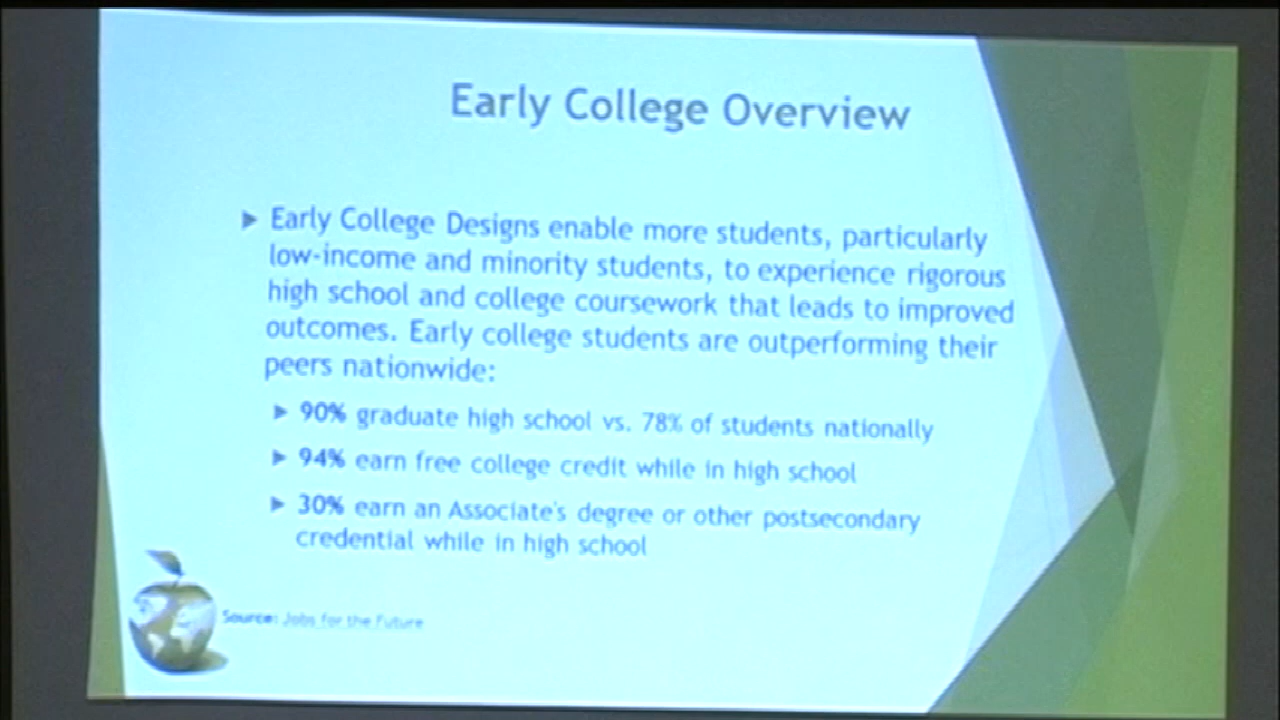 Early College Overview
Early College Designs enable more students, particularly
low-income and minority students, to experience rigorous
high school and college coursework that leads to improved
outcomes. Early college students are outperforming their
peers nationwide:
90% graduate high school vs. 78% of students nationally
94% earn free college credit while in high school
30% earn an Associate's degree or other postsecondary
credential while in high school
Source: Jobs for the Future